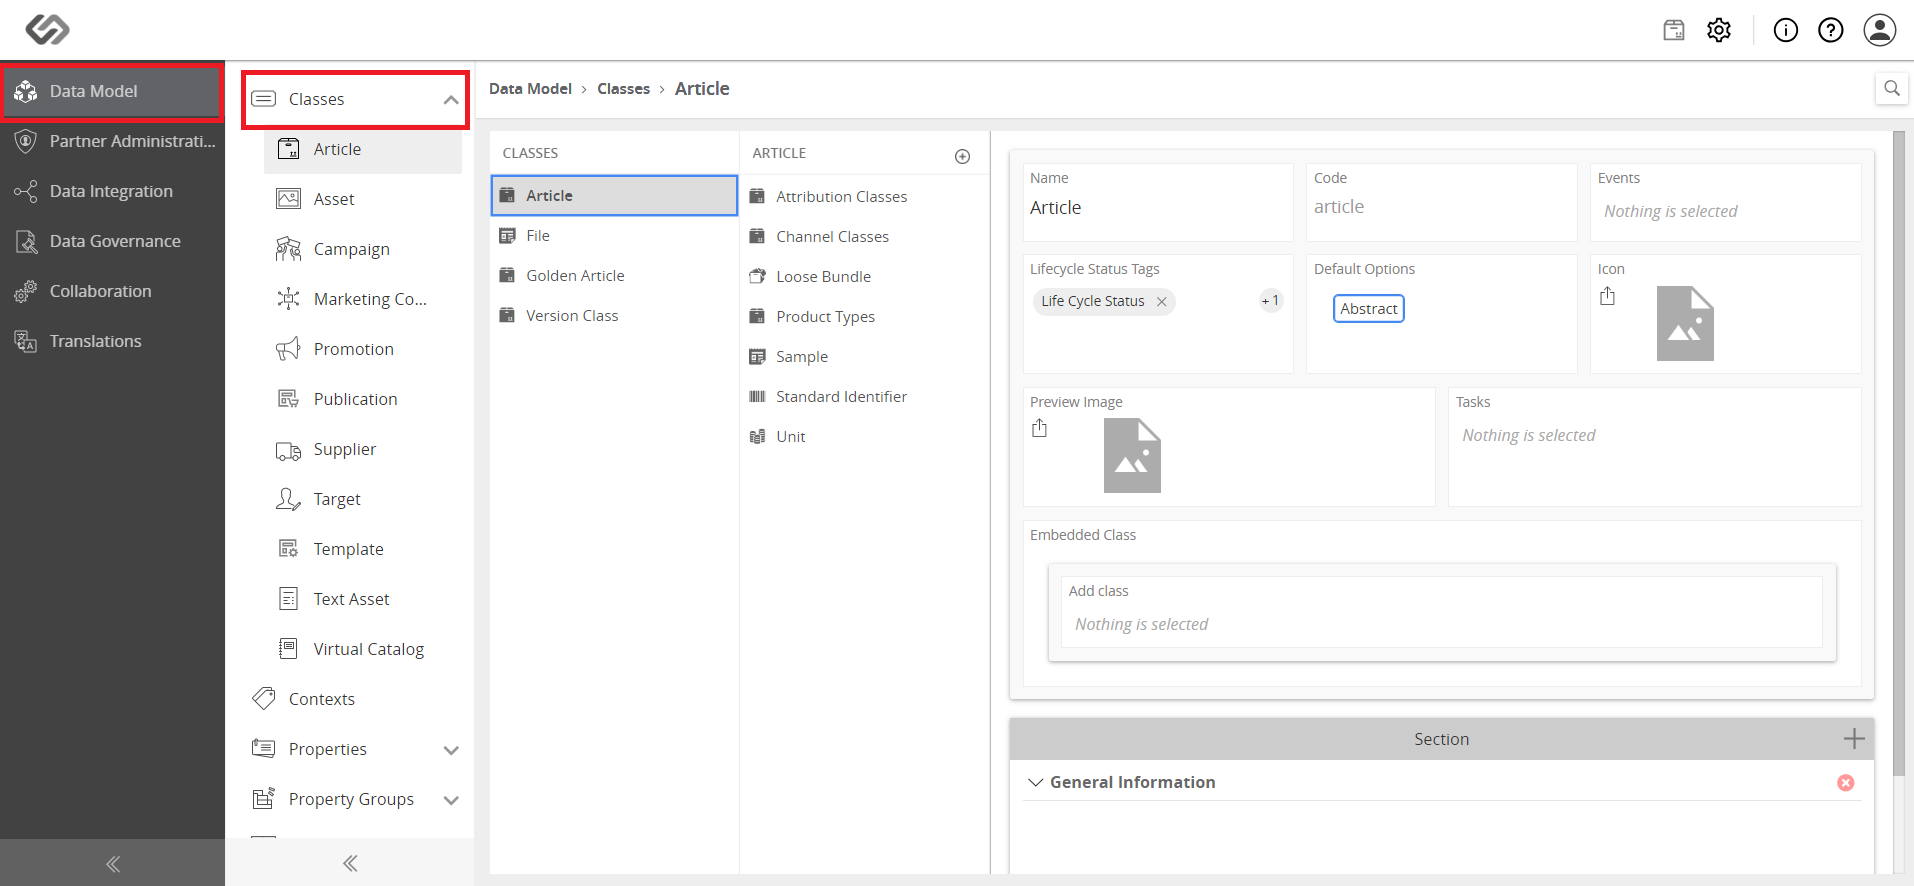 Data Model
Partner Administrati...
Data Integration
Data Governance
Collaboration
Translations
Classes
Article
Asset
Campaign
Marketing Co...
Promotion
Publication
Supplier
Target
Template
Text Asset
Virtual Catalog
Contexts
Properties
Property Groups
Data Model > Classes > Article
CLASSES
Article
File
Golden Article
Version Class
ARTICLE
Attribution Classes
Channel Classes
Loose Bundle
Product Types
Sample
Standard Identifier
Unit
Name
Article
Code
article
Events
Nothing is selected
Lifecycle Status Tags
Life Cycle Status
+1
Default Options
Abstract
Icon
Preview Image
Tasks
Nothing is selected
Embedded Class
Add class
Nothing is selected
Section
General Information